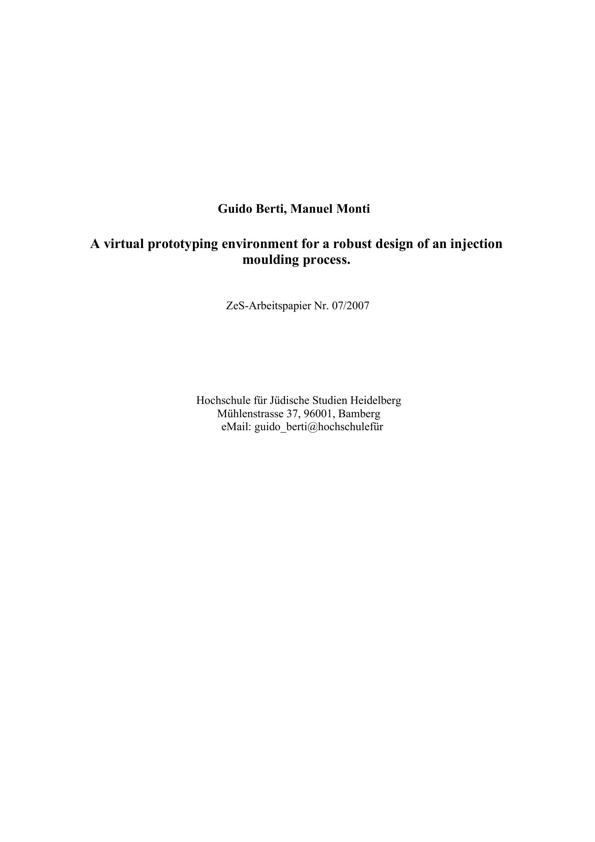 Guido Berti, Manuel Monti
A virtual prototyping environment for a robust design of an injection
moulding process.
ZeS-Arbeitspapier Nr. 07/2007
Hochschule für Jüdische Studien Heidelberg
Mühlenstrasse 37, 96001, Bamberg
eMail: guido_berti@hochschulefür